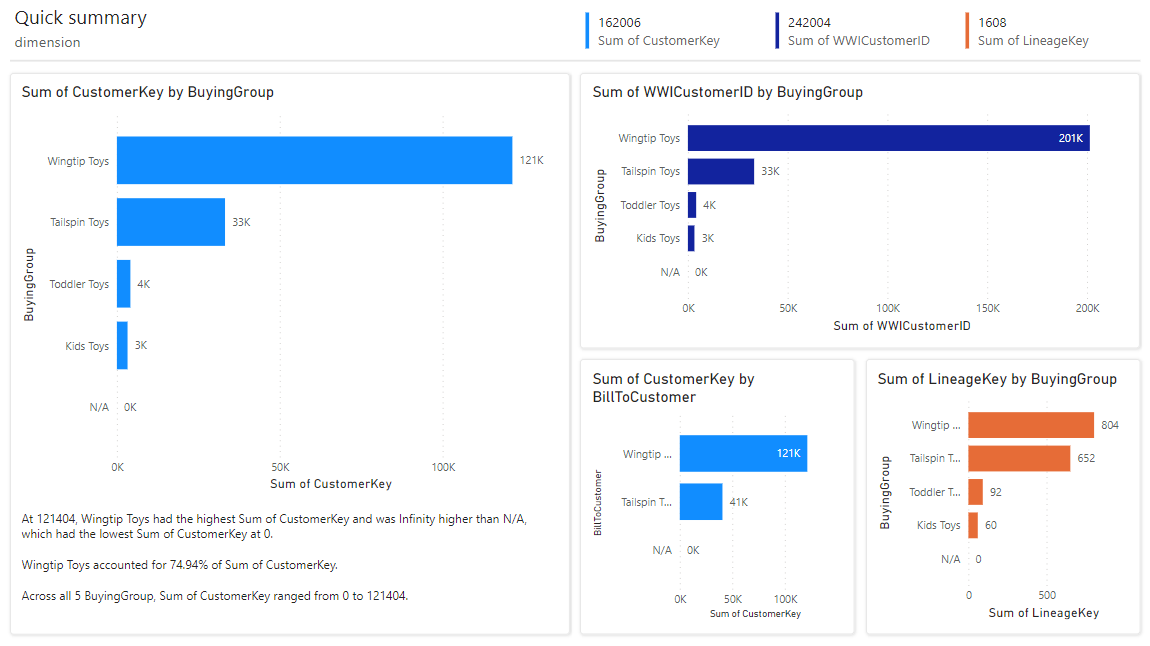 Quick summary
dimension
162006
Sum of CustomerKey
242004
Sum of WWICustomerID
1608
Sum of LineageKey
Sum of CustomerKey by BuyingGroup
BuyingGroup
Wingtip Toys
121K
Tailspin Toys
33K
Toddler Toys
4K
Kids Toys
3K
N/A
0K
0K 50K 100K
Sum of CustomerKey
At 121404, Wingtip Toys had the highest Sum of CustomerKey and was Infinity higher than N/A,
which had the lowest Sum of CustomerKey at 0.
Wingtip Toys accounted for 74.94% of Sum of CustomerKey.
Across all 5 BuyingGroup, Sum of CustomerKey ranged from 0 to 121404.
Sum of WWICustomerID by BuyingGroup
BuyingGroup
Wingtip Toys
201K
Tailspin Toys
33K
Toddler Toys
4K
Kids Toys
3K
N/A
0K
0K 50K 100K 150K 200K
Sum of WWICustomerID
Sum of CustomerKey by
BillToCustomer
BillToCustomer
Wingtip ...
121K
Tailspin T...
41K
N/A
0K
0K 50K 100K
Sum of CustomerKey
Sum of LineageKey by BuyingGroup
BuyingGroup
Wingtip ...
804
Tailspin T...
652
Toddler T...
92
Kids Toys
60
N/A
0
0 500
Sum of LineageKey